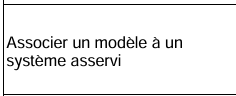 Associer un modèle à un
système asservi